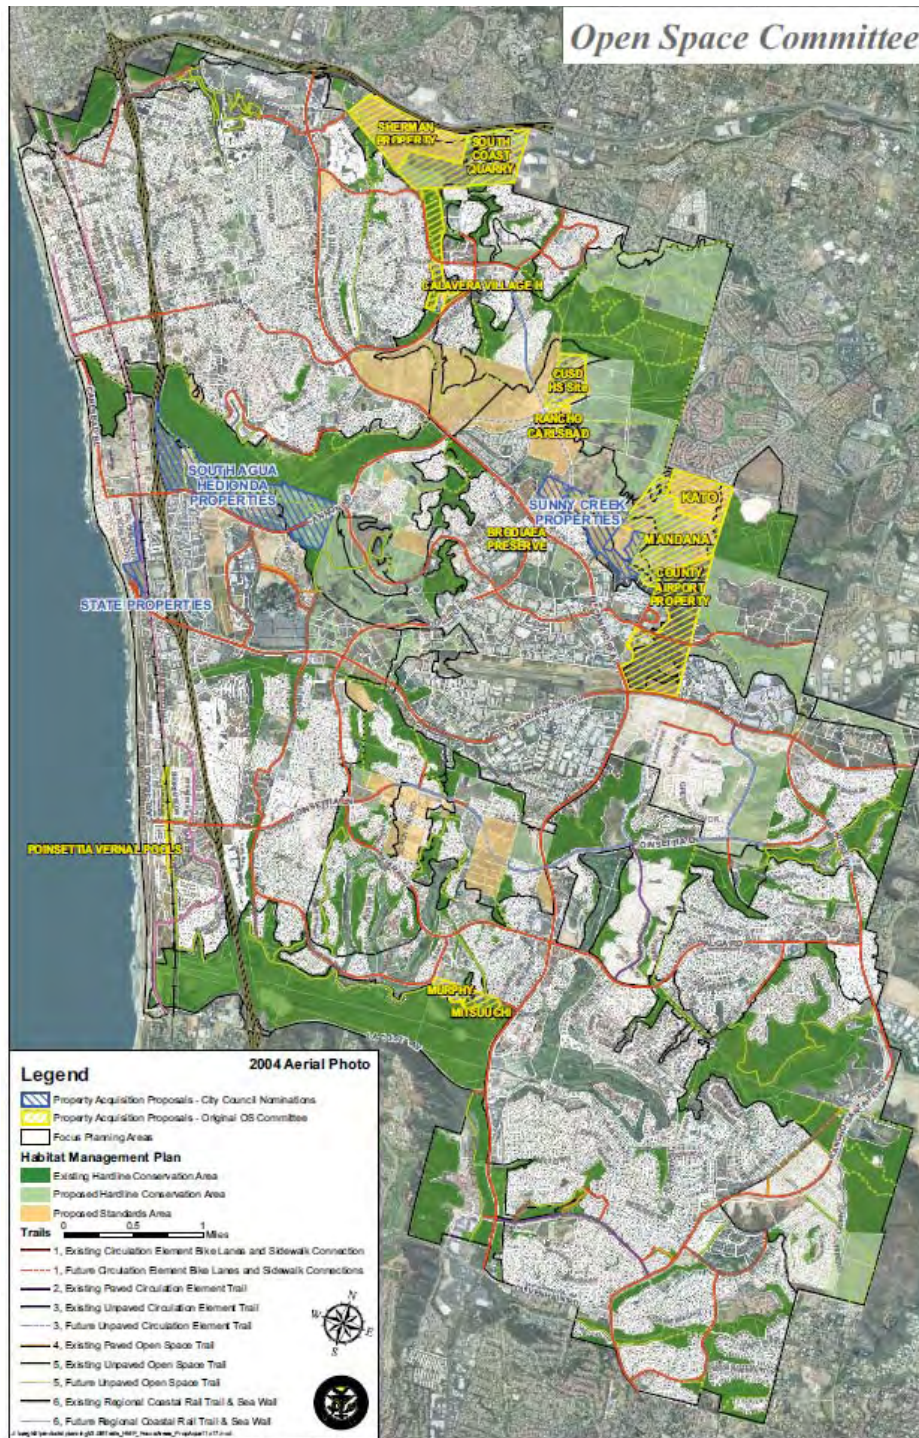 Open Space Committee
SHERMAN
PROPERTY
SOUTH
COAST
QUARRY
CALAVERA VILLAGE H
CUSD
HS Site
RANCHO
CARLSBAD
SOUTH AGUA
HEDIONDA
PROPERTIES
SUNNY CREEK
PROPERTIES
KATO
MANDANA
BRODIAEA
PRESERVE
COUNTY
AIRPORT
PROPERTY
STATE PROPERTIES
POINSETTIA VERNAL POOLS
MURPHY
MITSUUCHI
2004 Aerial Photo
Legend
Property Acquisition Proposals - City Council Nominations
Property Acquisition Proposals - Original OS Committee
Focus Planning Areas
Habitat Management Plan
Existing Hardline Conservation Area
Proposed Hardline Conservation Area
Proposed Standards Area
Trails 0 0.5 1
Miles
1, Existing Circulation Element Bike Lanes and Sidewalk Connection
1, Future Circulation Element Bike Lanes and Sidewalk Connections
2, Existing Paved Circulation Element Trail
3, Existing Unpaved Circulation Element Trail
3, Future Unpaved Circulation Element Trail
4, Existing Paved Open Space Trail
5, Existing Unpaved Open Space Trail
5, Future Unpaved Open Space Trail
6, Existing Regional Coastal Rail Trail & Sea Wall
6, Future Regional Coastal Rail Trail & Sea Wall
N
W
E
S